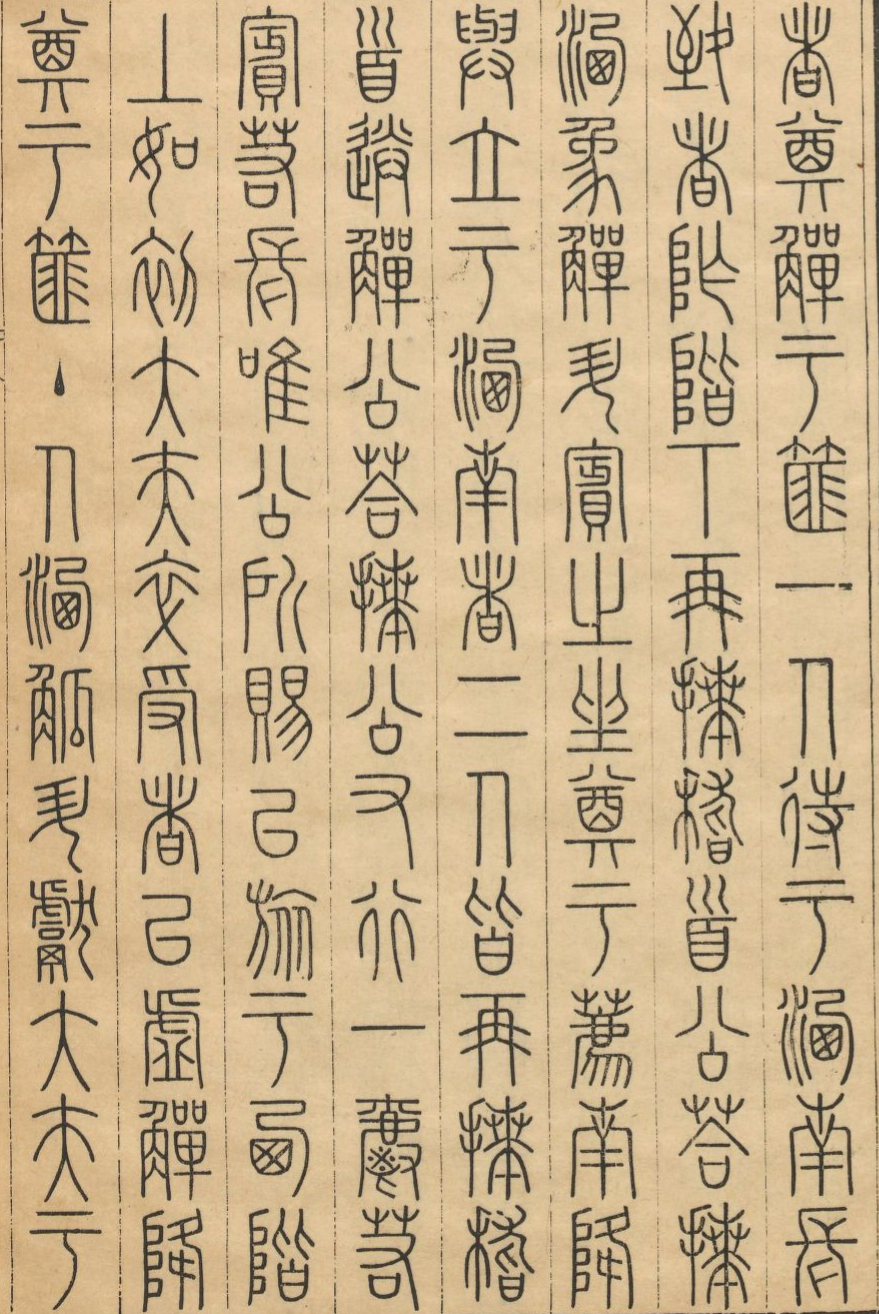 者奠觶于篚一人待于洗南長
致者阼階下再拜稽首公答拜
洗象觶升實之坐奠于薦南降
與立于洗南者二人皆再拜稽
首送觶公答拜公又行一爵若
賓若長唯公所賜以旅于西階
上如初大夫卒受者以虛觶降
奠于篚主人洗觚升獻大夫于